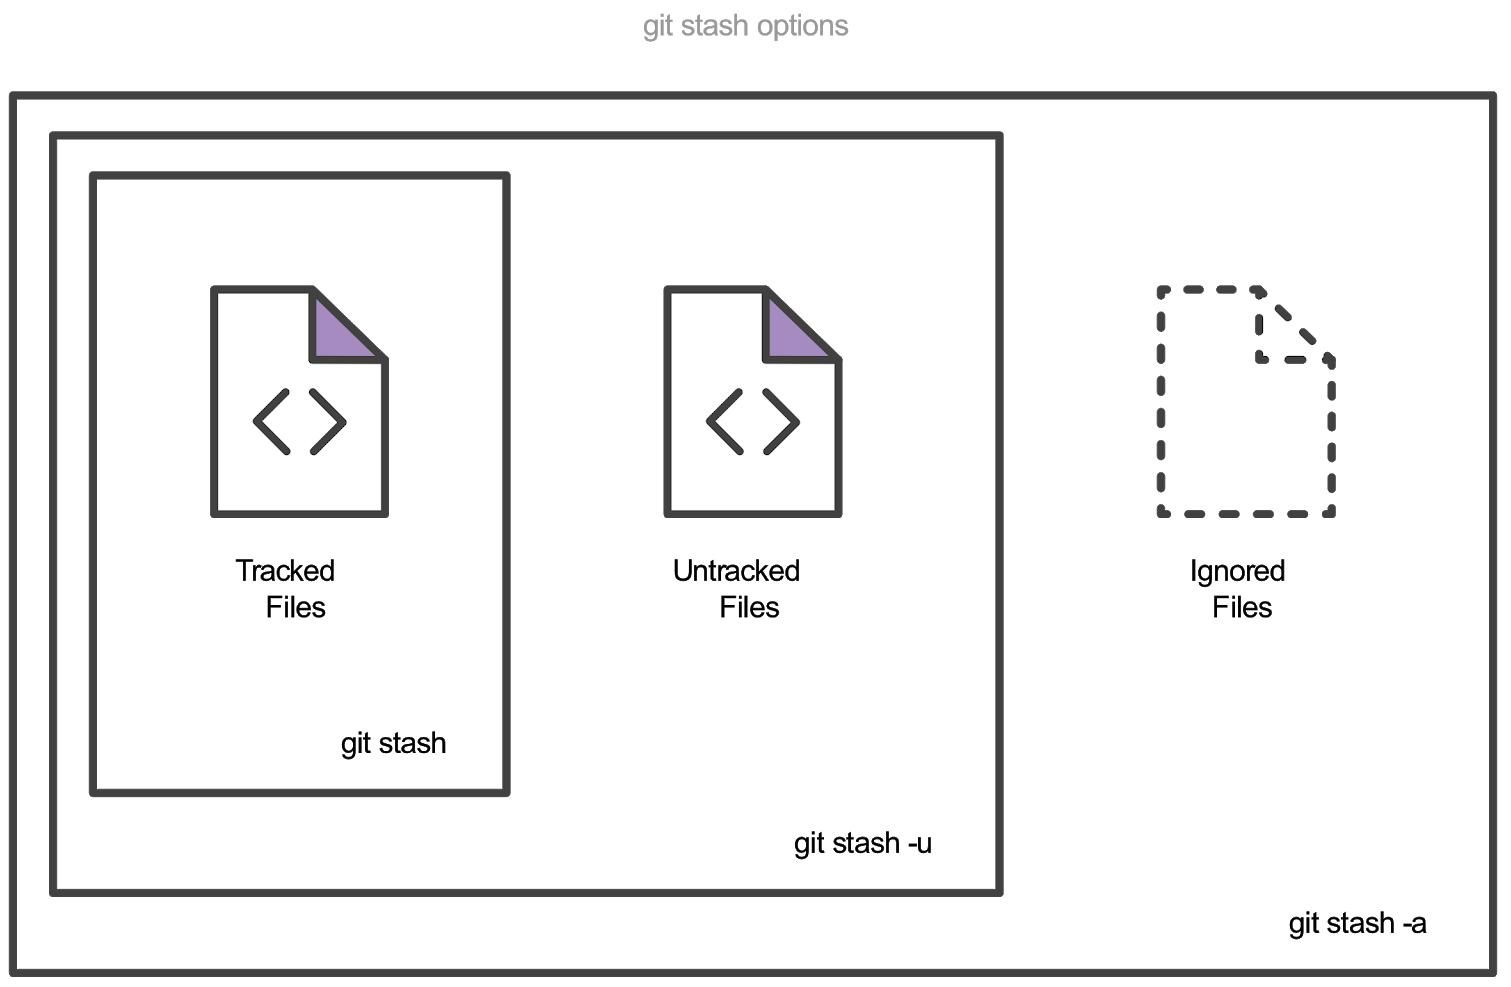 git stash options
Tracked
Files
Untracked
Files
Ignored
Files
git stash
git stash -u
git stash -a